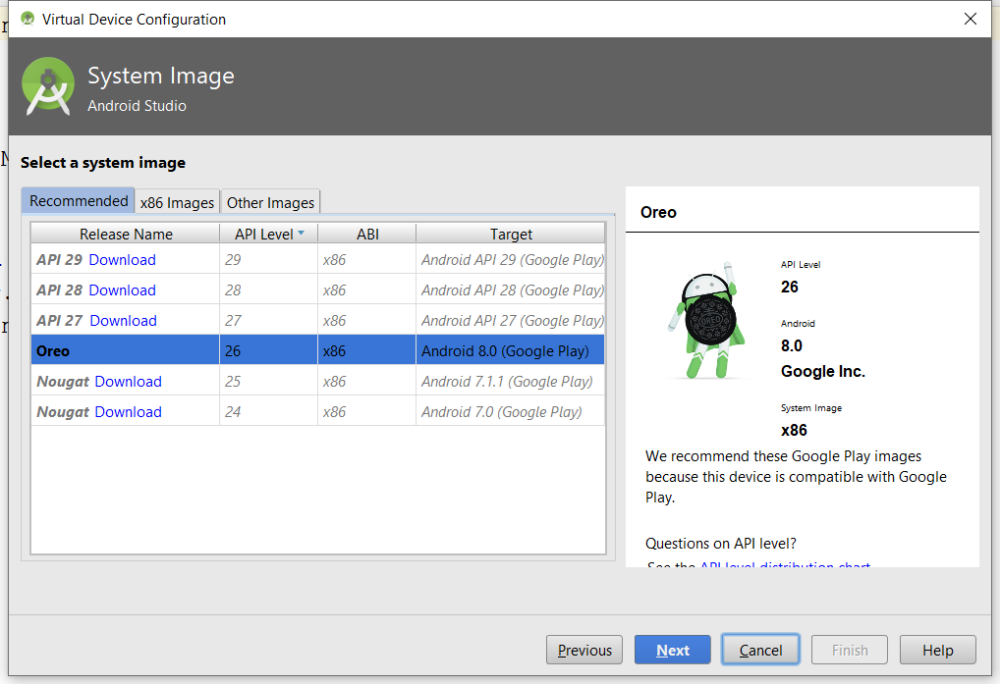 Virtual Device Configuration
System Image
Android Studio
Select a system image
Recommended x86 Images Other Images
Release Name API Level ABI Target
API 29 Download 29 x86 Android API 29 (Google Play)
API 28 Download 28 x86 Android API 28 (Google Play)
API 27 Download 27 x86 Android API 27 (Google Play)
Oreo 26 x86 Android 8.0 (Google Play)
Nougat Download 25 x86 Android 7.1.1 (Google Play)
Nougat Download 24 x86 Android 7.0 (Google Play)
Oreo
OREO
API Level
26
Android
8.0
Google Inc.
System Image
x86
We recommend these Google Play images
because this device is compatible with Google
Play.
Questions on API level?
See the API level distribution chart
Previous Next Cancel Finish Help